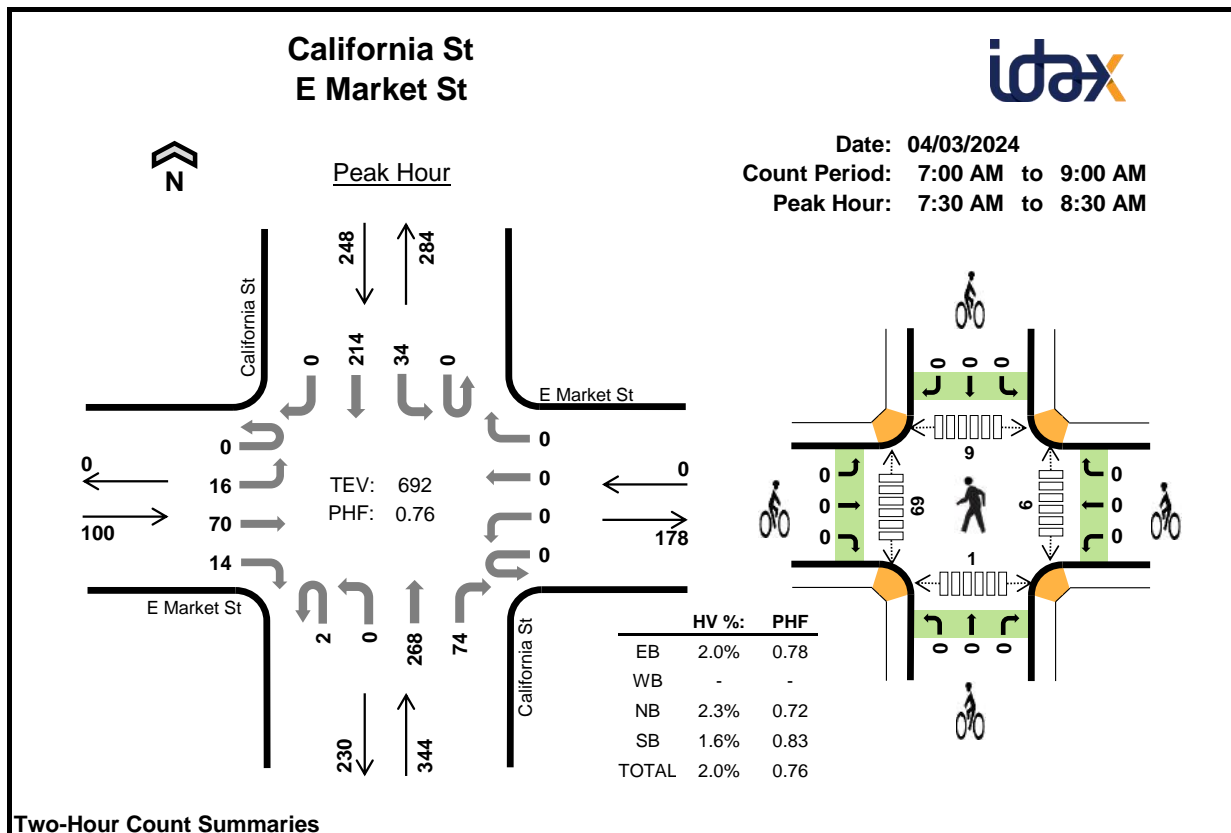 California St
E Market St
idax
Date: 04/03/2024
Count Period: 7:00 AM to 9:00 AM
Peak Hour: 7:30 AM to 8:30 AM
N
Peak Hour
248
284
California St
0
214
34
0
E Market St
0
16
70
14
0
100
TEV: 692
PHF: 0.76
0
0
0
0
0
178
E Market St
2
0
268
74
California St
230
344
HV %: PHF
EB 2.0% 0.78
WB - -
NB 2.3% 0.72
SB 1.6% 0.83
TOTAL 2.0% 0.76
0 0 0
9
0
0
0
69
6
0
0
0
1
0 0 0
Two-Hour Count Summaries